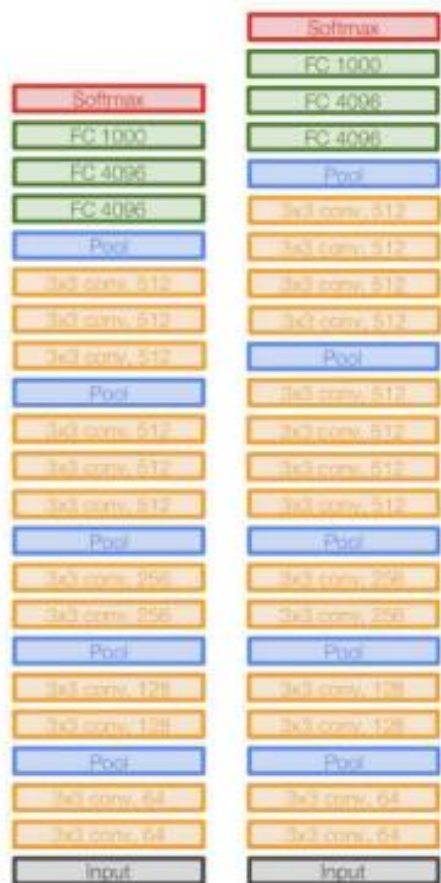 Softmax
FC 1000
FC 4096
FC 4096
Pool
3x3 conv, 512
3x3 conv, 512
3x3 conv, 512
Pool
3x3 conv, 512
3x3 conv, 512
3x3 conv, 512
Pool
3x3 conv, 256
3x3 conv, 256
Pool
3x3 conv, 128
3x3 conv, 128
Pool
3x3 conv, 64
3x3 conv, 64
Input
Softmax
FC 1000
FC 4096
FC 4096
Pool
3x3 conv, 512
3x3 conv, 512
3x3 conv, 512
3x3 conv, 512
Pool
3x3 conv, 512
3x3 conv, 512
3x3 conv, 512
3x3 conv, 512
Pool
3x3 conv, 256
3x3 conv, 256
Pool
3x3 conv, 128
3x3 conv, 128
Pool
3x3 conv, 64
3x3 conv, 64
Input